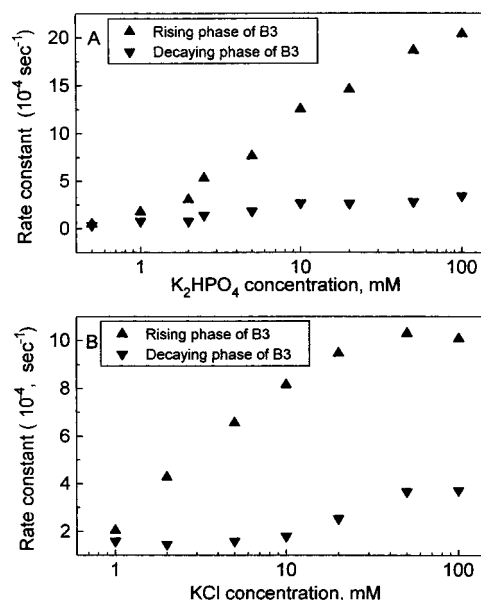 A
Rising phase of B3
Decaying phase of B3
Rate constant (10⁻⁴ sec⁻¹)
20
15
10
5
0
1
10
100
K₂HPO₄ concentration, mM
B
Rising phase of B3
Decaying phase of B3
Rate constant ( 10⁻⁴, sec⁻¹)
10
8
6
4
2
1
10
100
KCl concentration, mM